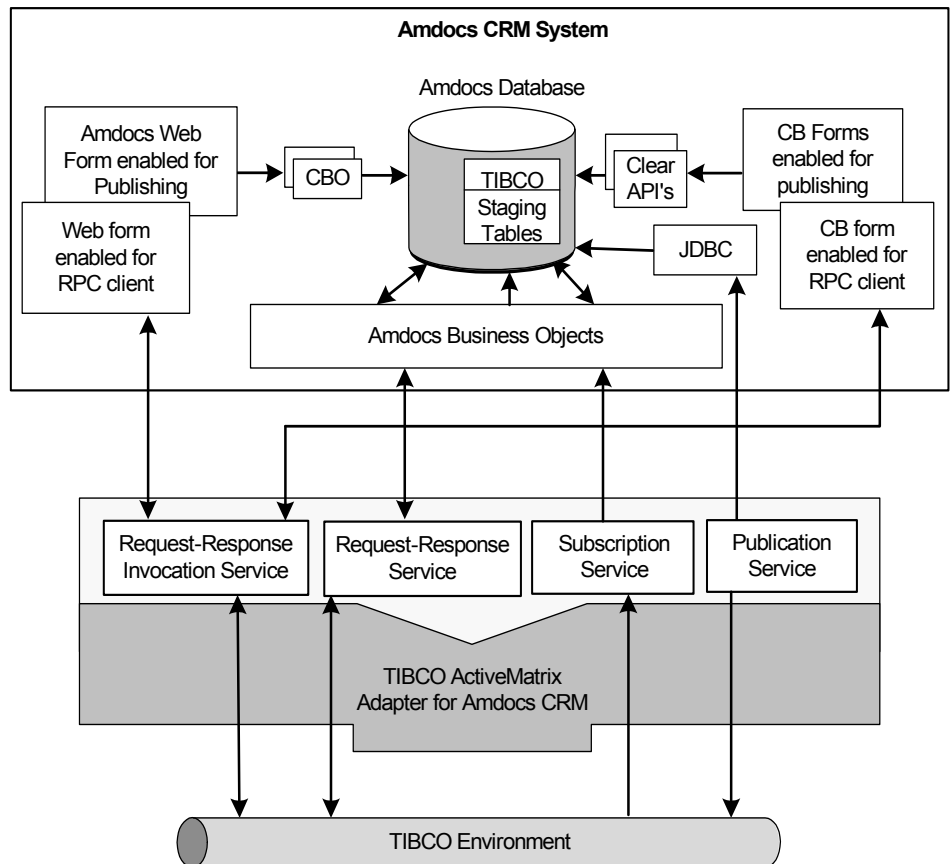 Amdocs CRM System
Amdocs Database
Amdocs Web
Form enabled for
Publishing
Web form
enabled for
RPC client
CBO
TIBCO
Staging
Tables
Clear
API's
CB Forms
enabled for
publishing
CB form
enabled for
RPC client
JDBC
Amdocs Business Objects
Request-Response
Invocation Service
Request-Response
Service
Subscription
Service
Publication
Service
TIBCO ActiveMatrix
Adapter for Amdocs CRM
TIBCO Environment